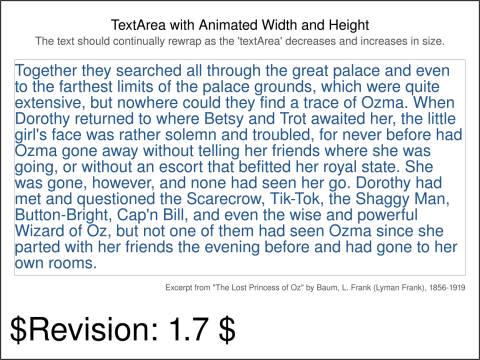 TextArea with Animated Width and Height
The text should continually rewrap as the 'textArea' decreases and increases in size.
Together they searched all through the great palace and even
to the farthest limits of the palace grounds, which were quite
extensive, but nowhere could they find a trace of Ozma. When
Dorothy returned to where Betsy and Trot awaited her, the little
girl's face was rather solemn and troubled, for never before had
Ozma gone away without telling her friends where she was
going, or without an escort that befitted her royal state. She
was gone, however, and none had seen her go. Dorothy had
met and questioned the Scarecrow, Tik-Tok, the Shaggy Man,
Button-Bright, Cap'n Bill, and even the wise and powerful
Wizard of Oz, but not one of them had seen Ozma since she
parted with her friends the evening before and had gone to her
own rooms.
Excerpt from "The Lost Princess of Oz" by Baum, L. Frank (Lyman Frank), 1856-1919
$Revision: 1.7 $